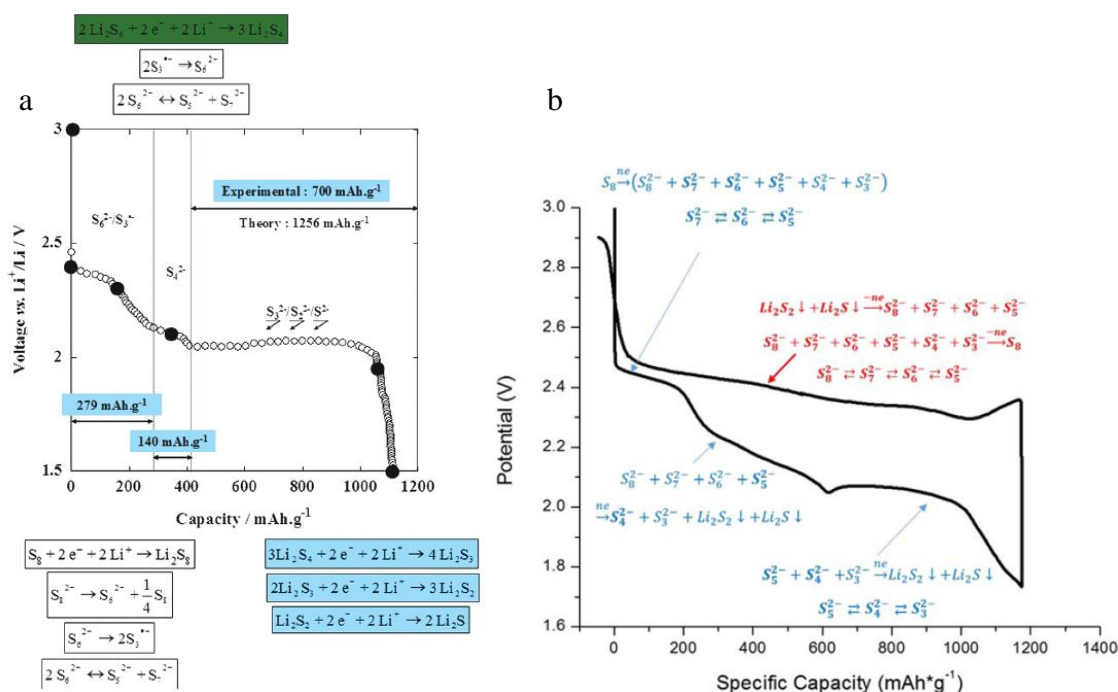 2 Li₂S₆ + 2 e⁻ + 2 Li⁺ → 3 Li₂S₄
2S₃•⁻ → S₆²⁻
2 S₆²⁻ ↔ S₅²⁻ + S₇²⁻
a
3
2.5
2
1.5
Voltage vs. Li⁺/Li / V
Experimental : 700 mAh.g⁻¹
Theory : 1256 mAh.g⁻¹
S₆²⁻/S₃•⁻
S₄²⁻
S₃²⁻/S₂²⁻/S²⁻
279 mAh.g⁻¹
140 mAh.g⁻¹
0 200 400 600 800 1000 1200
Capacity / mAh.g⁻¹
S₈ + 2 e⁻ + 2 Li⁺ → Li₂S₈
S₈²⁻ → S₆²⁻ + 1/4 S₈
S₆²⁻ → 2S₃•⁻
2 S₆²⁻ ↔ S₅²⁻ + S₇²⁻
3Li₂S₄ + 2 e⁻ + 2 Li⁺ → 4 Li₂S₃
2Li₂S₃ + 2 e⁻ + 2 Li⁺ → 3 Li₂S₂
Li₂S₂ + 2 e⁻ + 2 Li⁺ → 2 Li₂S
b
S₈ ne→ (S₈²⁻ + S₇²⁻ + S₆²⁻ + S₅²⁻ + S₄²⁻ + S₃²⁻)
S₇²⁻ ⇄ S₆²⁻ ⇄ S₅²⁻
3.0
2.8
2.6
2.4
2.2
2.0
1.8
1.6
Potential (V)
Li₂S₂ ↓ + Li₂S ↓ −ne→ S₈²⁻ + S₇²⁻ + S₆²⁻ + S₅²⁻
S₈²⁻ + S₇²⁻ + S₆²⁻ + S₅²⁻ + S₄²⁻ + S₃²⁻ −ne→ S₈
S₈²⁻ ⇄ S₇²⁻ ⇄ S₆²⁻ ⇄ S₅²⁻
S₈²⁻ + S₇²⁻ + S₆²⁻ + S₅²⁻
ne→ S₄²⁻ + S₃²⁻ + Li₂S₂ ↓ + Li₂S ↓
S₅²⁻ + S₄²⁻ + S₃²⁻ ne→ Li₂S₂ ↓ + Li₂S ↓
S₅²⁻ ⇄ S₄²⁻ ⇄ S₃²⁻
0 200 400 600 800 1000 1200 1400
Specific Capacity (mAh*g⁻¹)